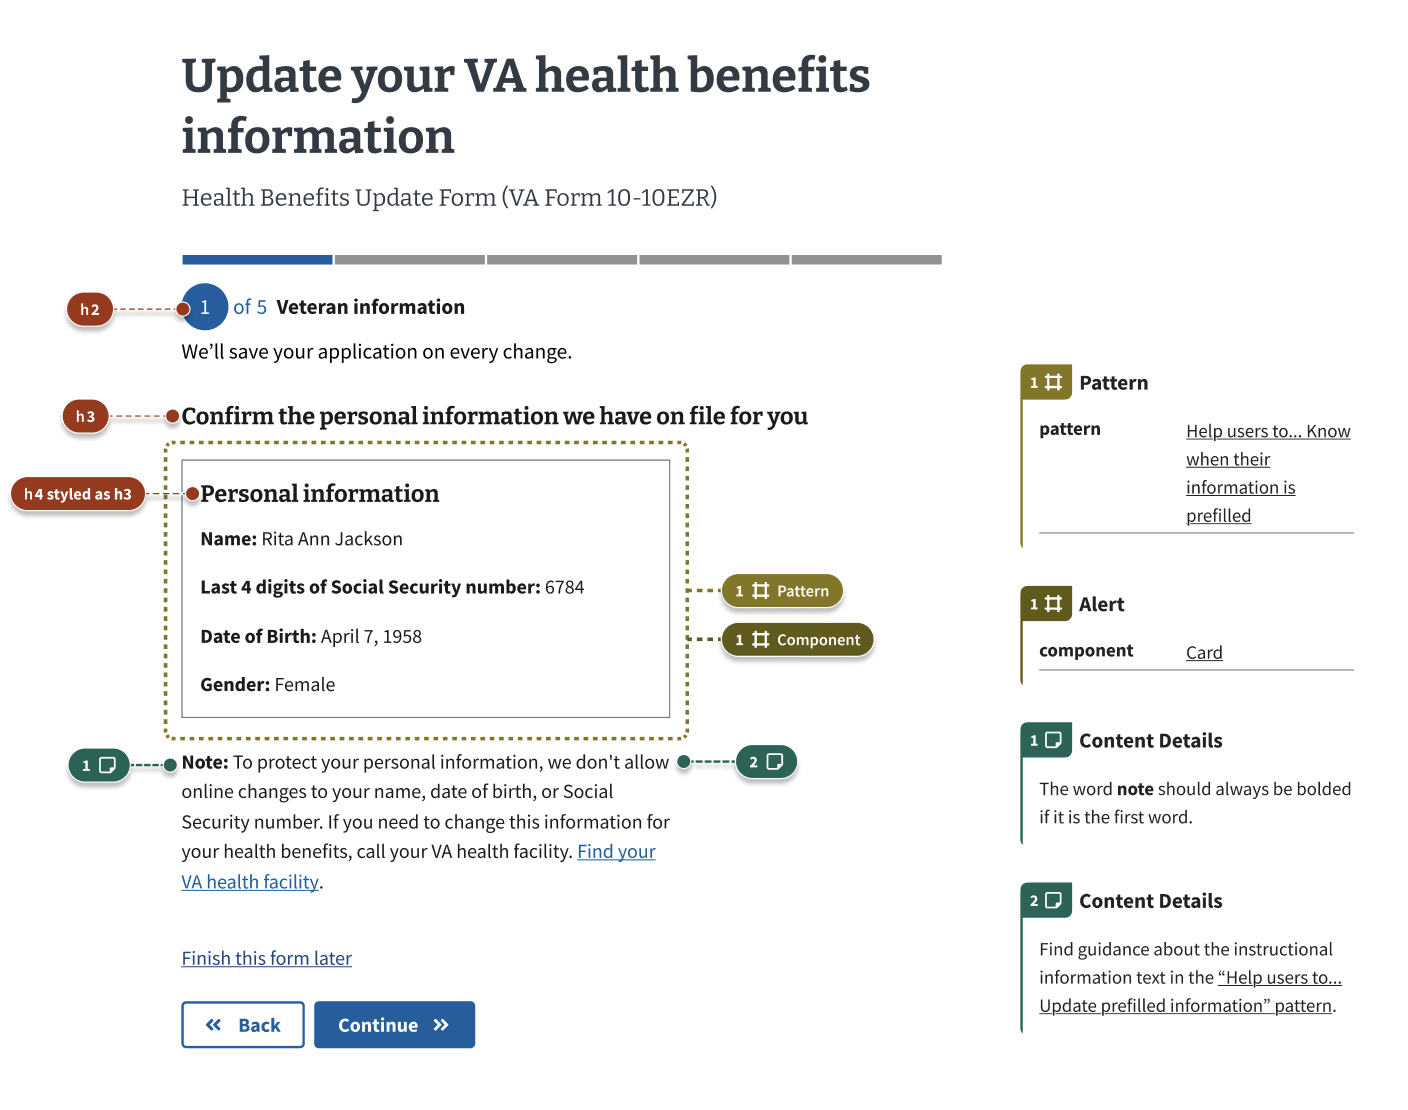 Update your VA health benefits
information
Health Benefits Update Form (VA Form 10-10EZR)
h2
1 of 5 Veteran information
We’ll save your application on every change.
h3
Confirm the personal information we have on file for you
h4 styled as h3
Personal information
Name: Rita Ann Jackson
Last 4 digits of Social Security number: 6784
Date of Birth: April 7, 1958
Gender: Female
1 Pattern
1 Component
1
Note: To protect your personal information, we don't allow
online changes to your name, date of birth, or Social
Security number. If you need to change this information for
your health benefits, call your VA health facility. Find your
VA health facility.
2
Finish this form later
Back
Continue
1 Pattern
pattern
Help users to... Know
when their
information is
prefilled
1 Alert
component
Card
1 Content Details
The word note should always be bolded
if it is the first word.
2 Content Details
Find guidance about the instructional
information text in the “Help users to...
Update prefilled information” pattern.